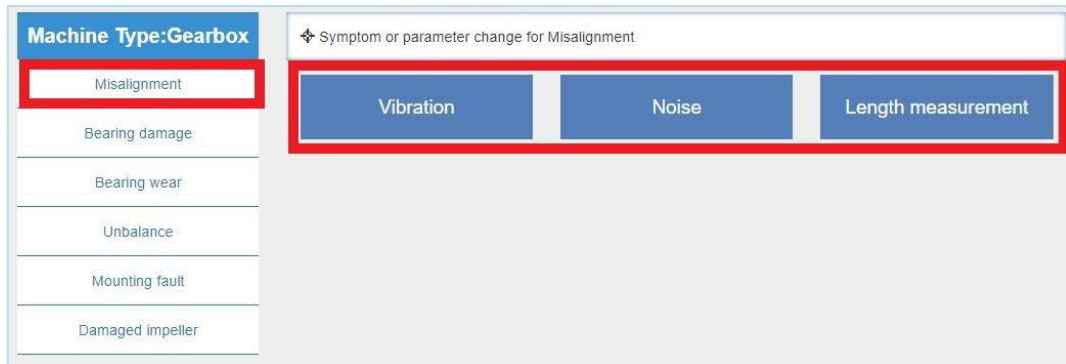 Machine Type:Gearbox
Misalignment
Bearing damage
Bearing wear
Unbalance
Mounting fault
Damaged impeller
Symptom or parameter change for Misalignment
Vibration
Noise
Length measurement